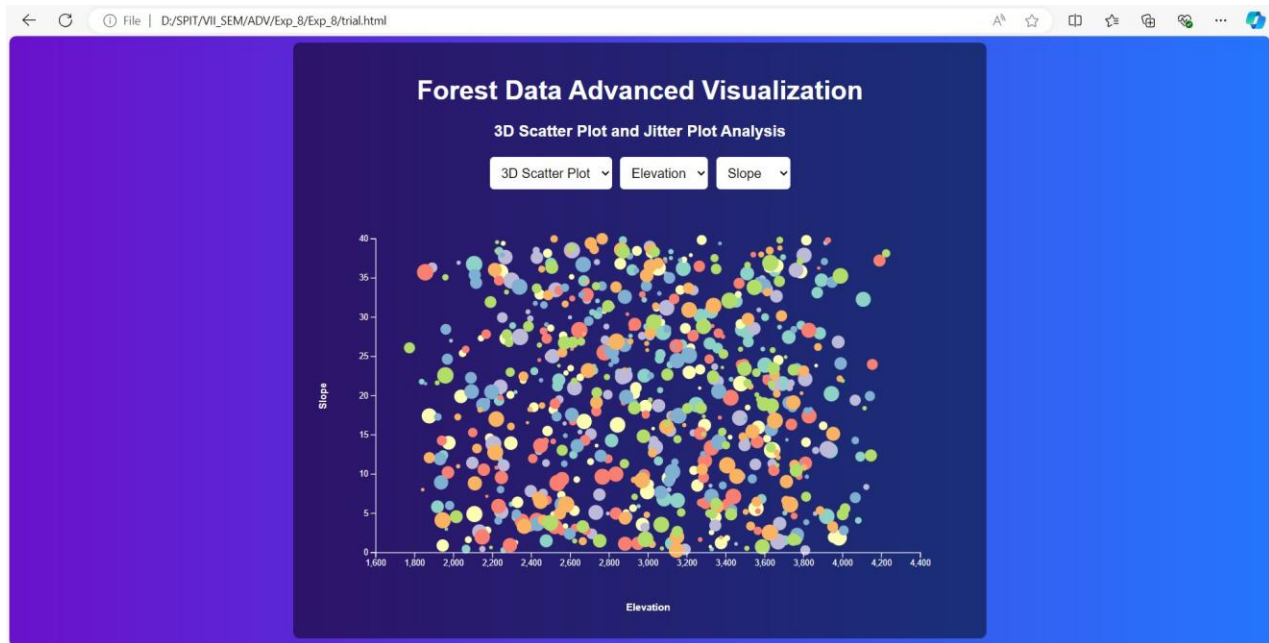 File | D:/SPIT/VII_SEM/ADV/Exp_8/Exp_8/trial.html
Forest Data Advanced Visualization
3D Scatter Plot and Jitter Plot Analysis
3D Scatter Plot Elevation Slope
40
35
30
25
20
15
10
5
0
Slope
1,600 1,800 2,000 2,200 2,400 2,600 2,800 3,000 3,200 3,400 3,600 3,800 4,000 4,200 4,400
Elevation